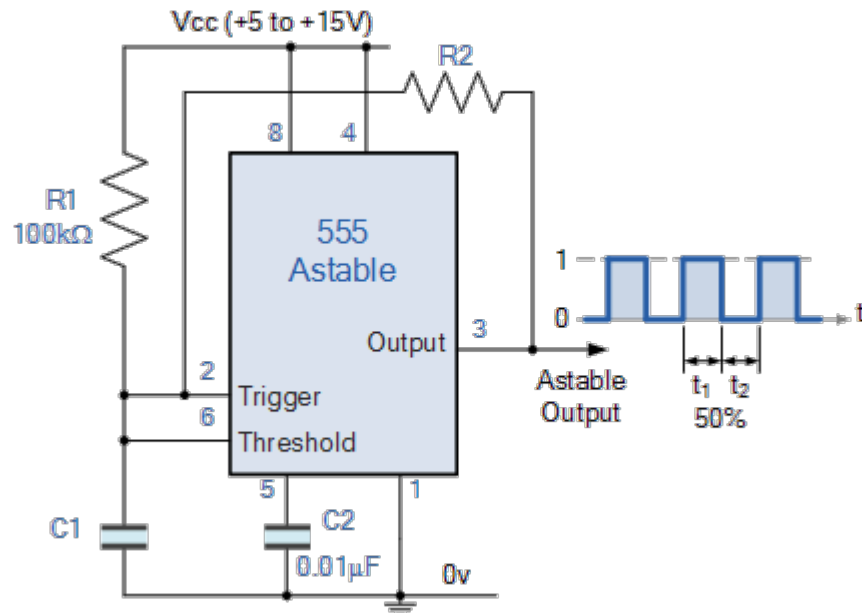 Vcc (+5 to +15V)
R2
8
4
R1
100kΩ
555
Astable
1
0
t
Output
3
2
Trigger
6
Threshold
Astable
Output
t₁
t₂
50%
5
1
C1
C2
0.01µF
0v